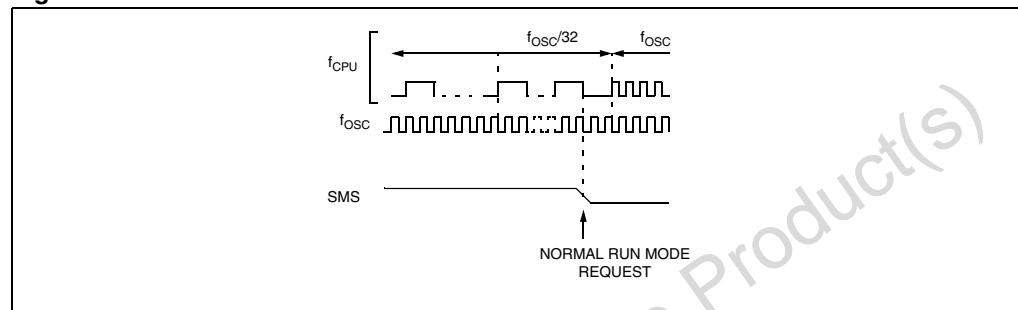 fOSC/32 fOSC
fCPU
fOSC
SMS
NORMAL RUN MODE
REQUEST
Product(s)